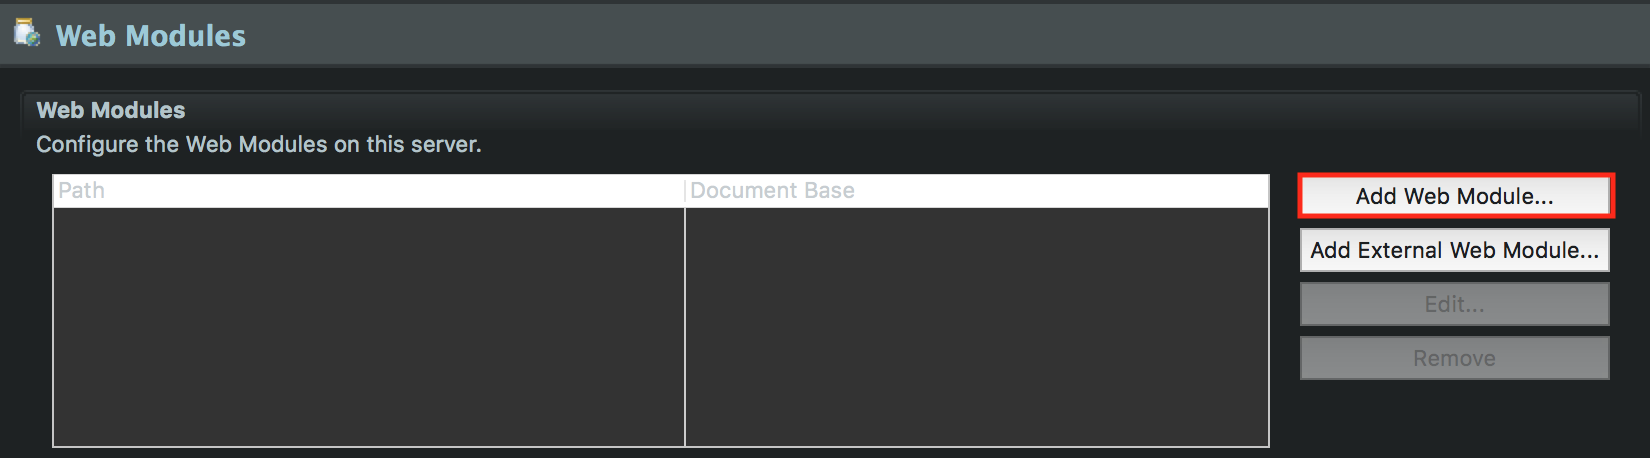 Web Modules
Web Modules
Configure the Web Modules on this server.
Path Document Base
Add Web Module...
Add External Web Module...
Edit...
Remove